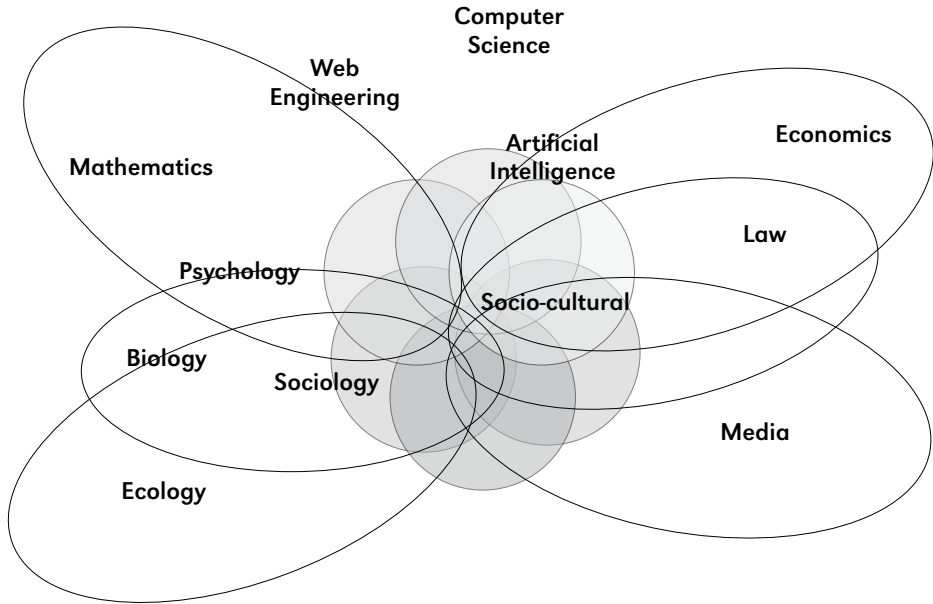 Computer
Science
Web
Engineering
Artificial
Intelligence
Economics
Mathematics
Law
Psychology
Socio-cultural
Biology
Sociology
Media
Ecology